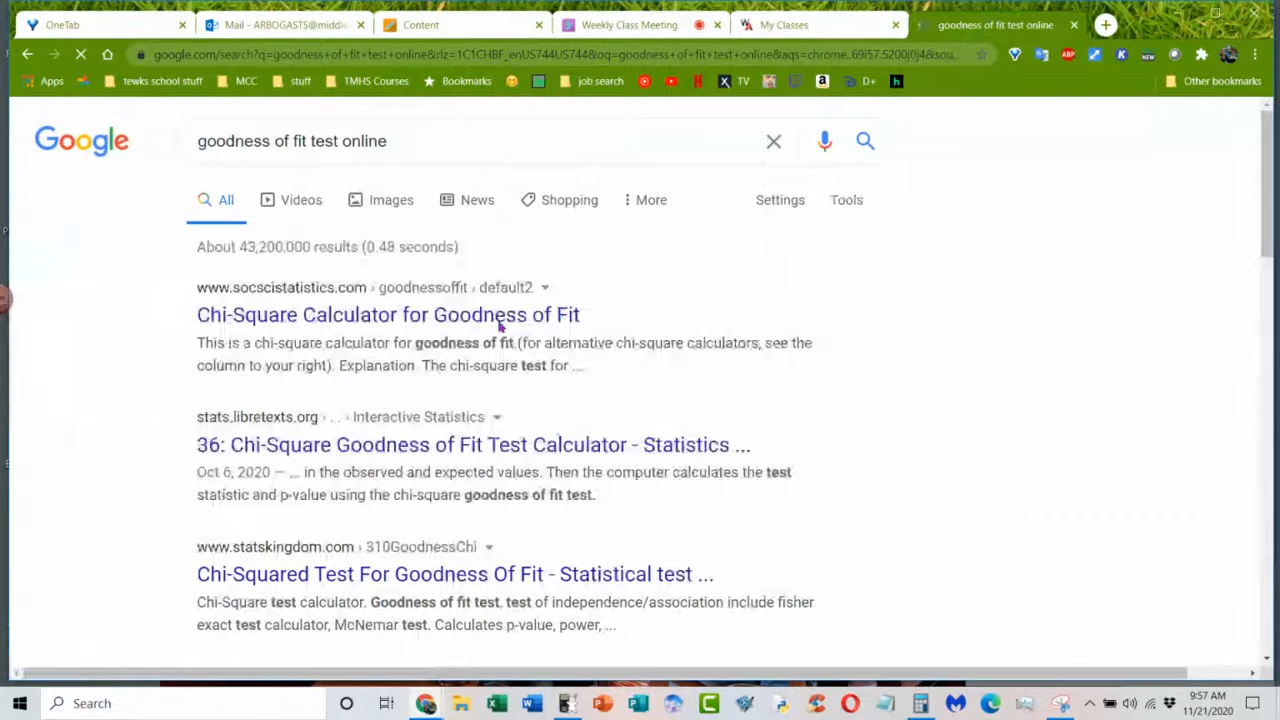 OneTab
Mail - ARBOGASTS@middle
Content
Weekly Class Meeting
My Classes
goodness of fit test online
google.com/search?q=goodness+of+fit+test+online&rlz=1C1CHBF_enUS744US744&oq=goodness+of+fit+test+online&aqs=chrome..69i57.5200j0j4&sou...
Apps
tewks school stuff
MCC
stuff
TMHS Courses
Bookmarks
job search
TV
D+
Other bookmarks
Google
goodness of fit test online
All
Videos
Images
News
Shopping
More
Settings
Tools
About 43,200,000 results (0.48 seconds)
www.socscistatistics.com › goodnessoffit › default2
Chi-Square Calculator for Goodness of Fit
This is a chi-square calculator for goodness of fit (for alternative chi-square calculators, see the
column to your right). Explanation. The chi-square test for ...
stats.libretexts.org › ... › Interactive Statistics
36: Chi-Square Goodness of Fit Test Calculator - Statistics ...
Oct 6, 2020 — ... in the observed and expected values. Then the computer calculates the test
statistic and p-value using the chi-square goodness of fit test.
www.statskingdom.com › 310GoodnessChi
Chi-Squared Test For Goodness Of Fit - Statistical test ...
Chi-Square test calculator. Goodness of fit test, test of independence/association include fisher
exact test calculator, McNemar test. Calculates p-value, power, ...
Search
9:57 AM
11/21/2020